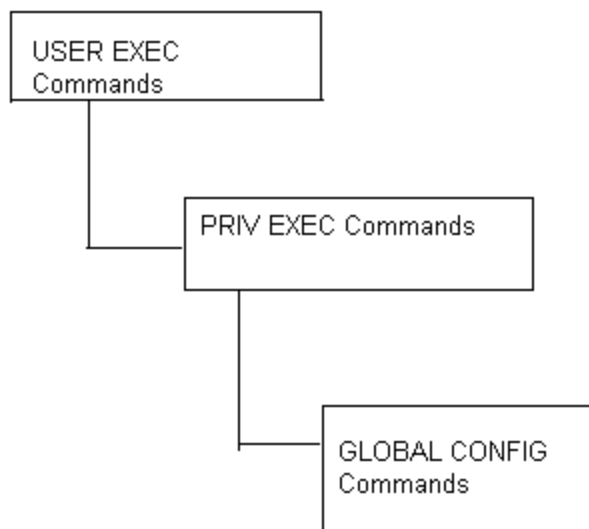 USER EXEC
Commands
PRIV EXEC Commands
GLOBAL CONFIG
Commands